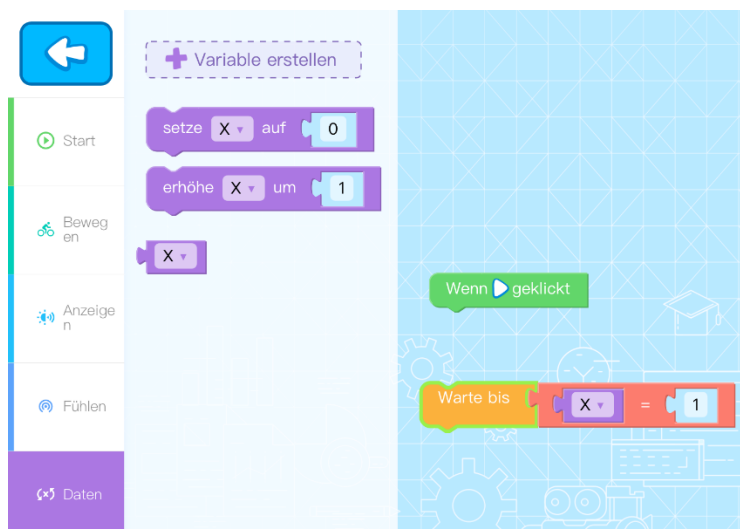 Variable erstellen
setze X auf 0
erhöhe X um 1
X
Start
Beweg
en
Anzeige
n
Fühlen
Daten
Wenn geklickt
Warte bis X = 1